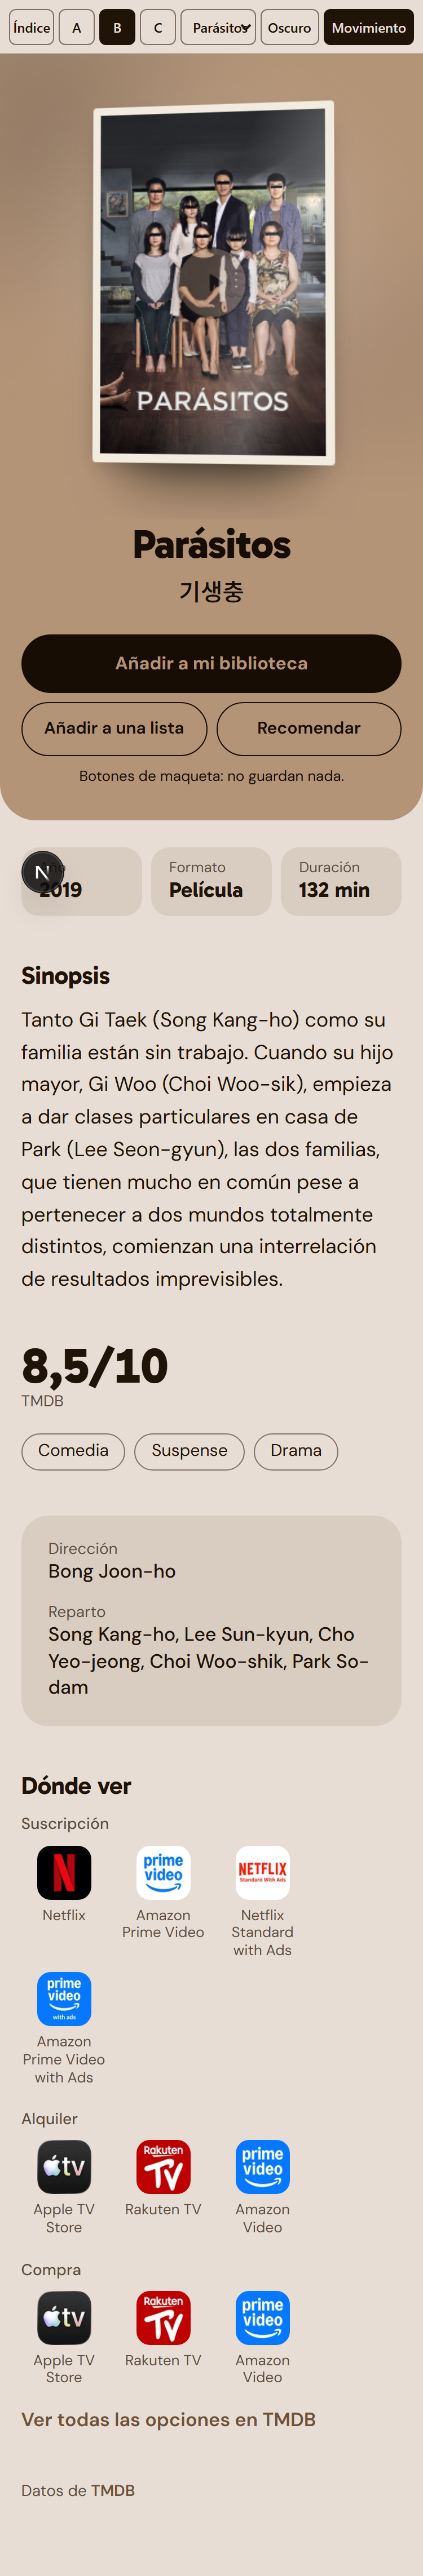 Índice A B C Parásitos Oscuro Movimiento
PARÁSITOS
Parásitos
기생충
Añadir a mi biblioteca
Añadir a una lista Recomendar
Botones de maqueta: no guardan nada.
N
Formato Duración
2019 Película 132 min
Sinopsis
Tanto Gi Taek (Song Kang-ho) como su
familia están sin trabajo. Cuando su hijo
mayor, Gi Woo (Choi Woo-sik), empieza
a dar clases particulares en casa de
Park (Lee Seon-gyun), las dos familias,
que tienen mucho en común pese a
pertenecer a dos mundos totalmente
distintos, comienzan una interrelación
de resultados imprevisibles.
8,5/10
TMDB
Comedia Suspense Drama
Dirección
Bong Joon-ho
Reparto
Song Kang-ho, Lee Sun-kyun, Cho
Yeo-jeong, Choi Woo-shik, Park So-
dam
Dónde ver
Suscripción
N prime video NETFLIX Standard With Ads
Netflix
Amazon Prime Video
Netflix Standard with Ads
prime video with ads
Amazon
Prime Video
with Ads
Alquiler
tv Rakuten TV prime video
Apple TV Store
Rakuten TV
Amazon Video
Compra
tv Rakuten TV prime video
Apple TV Store
Rakuten TV
Amazon Video
Ver todas las opciones en TMDB
Datos de TMDB